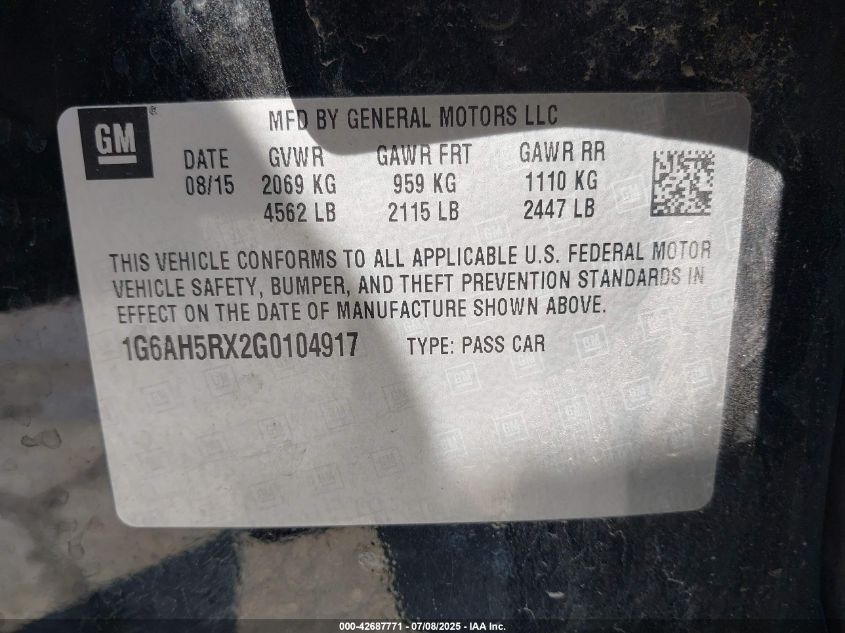 GM ®
MFD BY GENERAL MOTORS LLC
DATE GVWR GAWR FRT GAWR RR
08/15 2069 KG 959 KG 1110 KG
4562 LB 2115 LB 2447 LB
THIS VEHICLE CONFORMS TO ALL APPLICABLE U.S. FEDERAL MOTOR
VEHICLE SAFETY, BUMPER, AND THEFT PREVENTION STANDARDS IN
EFFECT ON THE DATE OF MANUFACTURE SHOWN ABOVE.
1G6AH5RX2G0104917 TYPE: PASS CAR
000-42687771 - 07/08/2025 - IAA Inc.